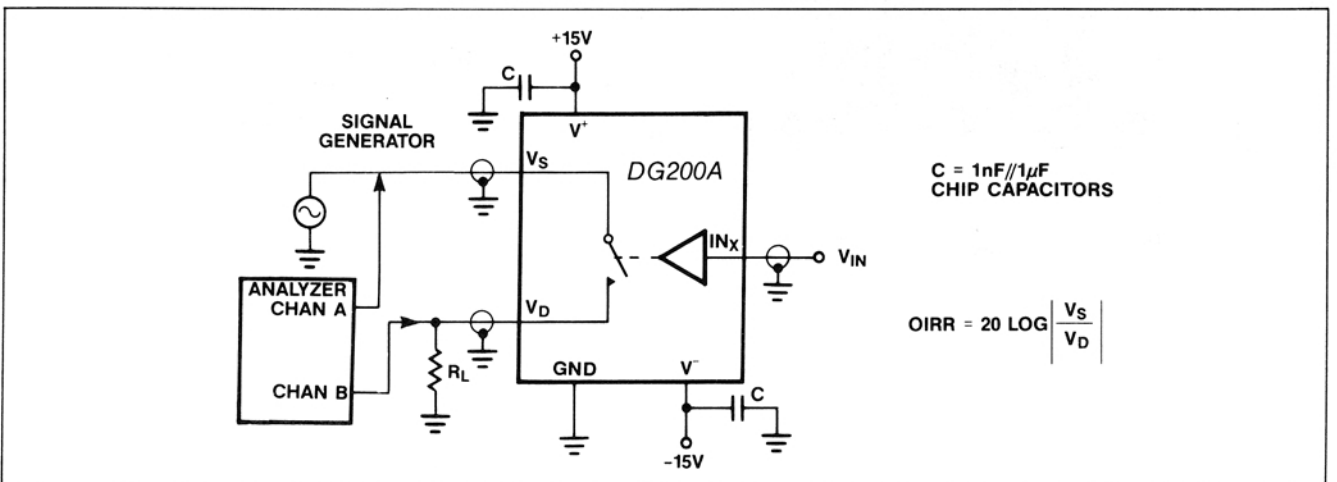 +15V
C
SIGNAL
GENERATOR
V+
VS
DG200A
C = 1nF//1μF
CHIP CAPACITORS
INX
VIN
ANALYZER
CHAN A
VD
OIRR = 20 LOG | VS / VD |
RL
GND
V−
CHAN B
C
−15V